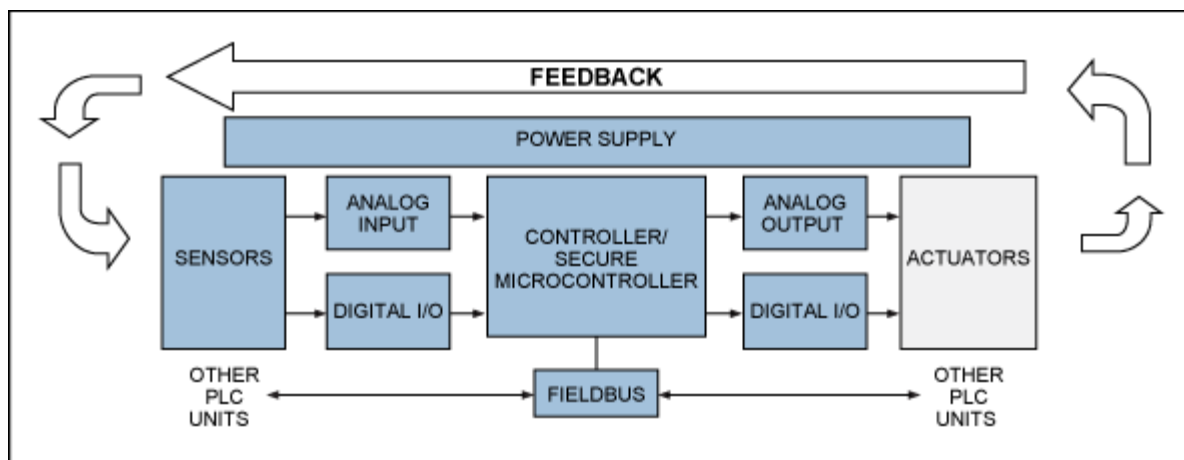 FEEDBACK
POWER SUPPLY
SENSORS
ANALOG
INPUT
DIGITAL I/O
CONTROLLER/
SECURE
MICROCONTROLLER
ANALOG
OUTPUT
DIGITAL I/O
ACTUATORS
OTHER
PLC
UNITS
FIELDBUS
OTHER
PLC
UNITS